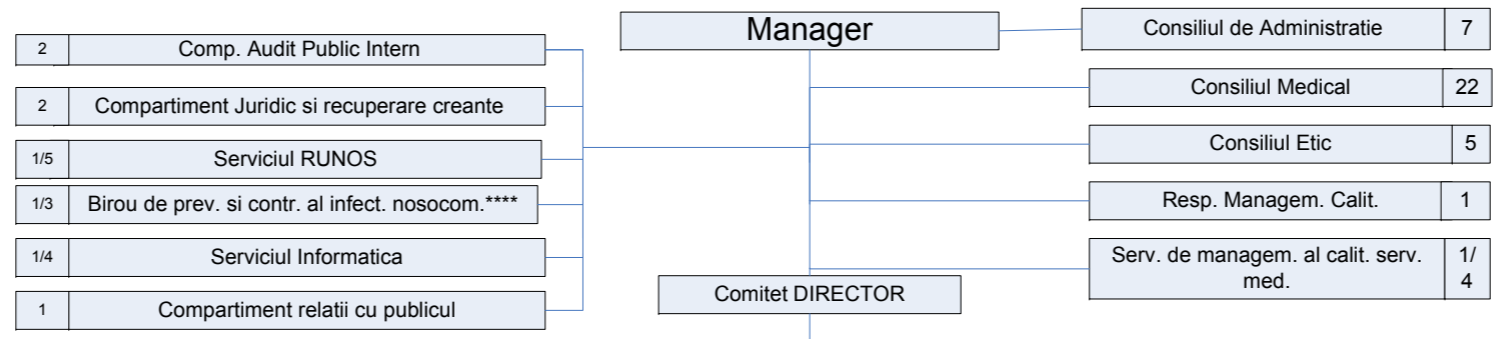 Manager
Consiliul de Administratie 7
2 Comp. Audit Public Intern
Consiliul Medical 22
2 Compartiment Juridic si recuperare creante
Consiliul Etic 5
1/5 Serviciul RUNOS
1/3 Birou de prev. si contr. al infect. nosocom.****
Resp. Managem. Calit. 1
1/4 Serviciul Informatica
Serv. de managem. al calit. serv. 1/
med. 4
Comitet DIRECTOR
1 Compartiment relatii cu publicul